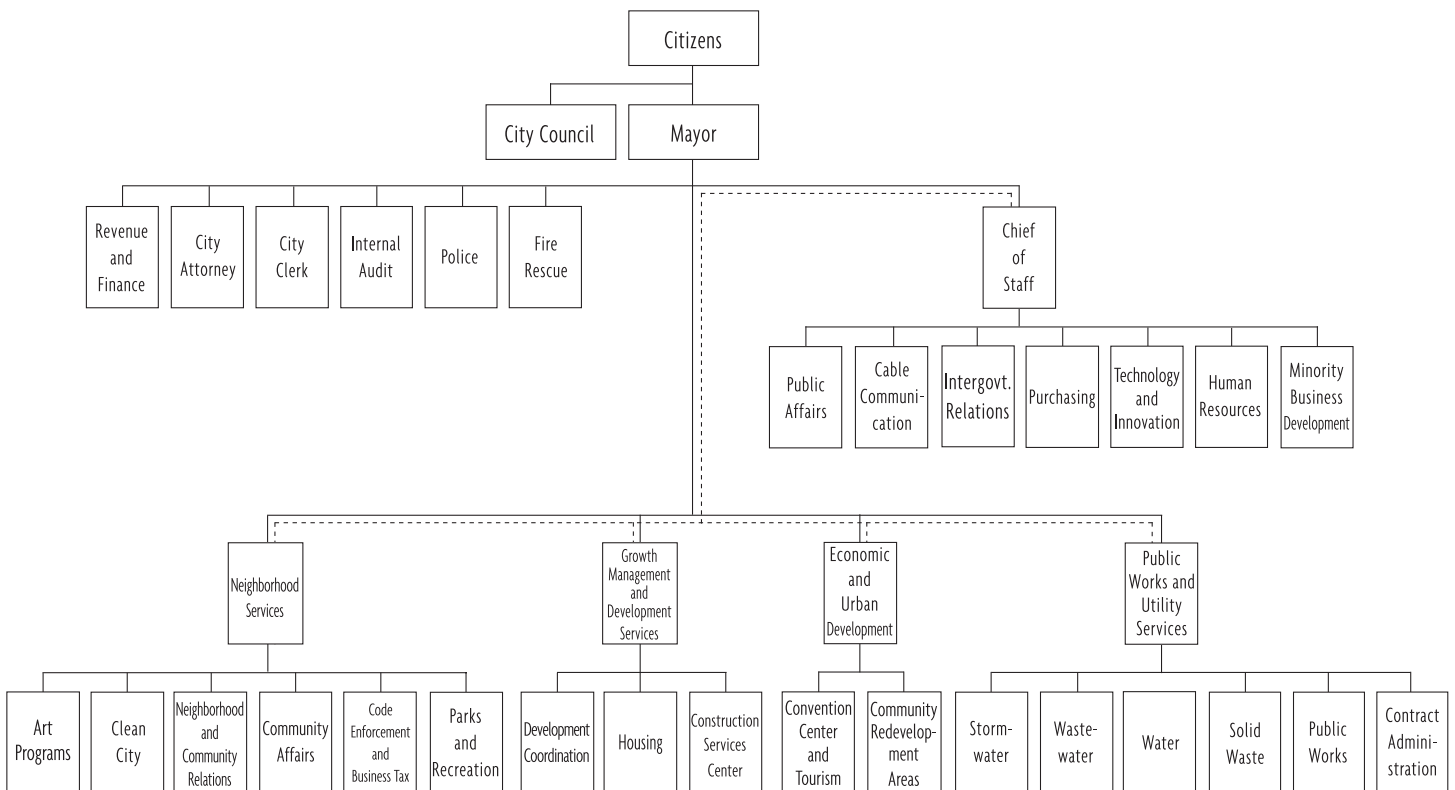 Citizens
City Council
Mayor
Revenue
and
Finance
City
Attorney
City
Clerk
Internal
Audit
Police
Fire
Rescue
Chief
of
Staff
Public
Affairs
Cable
Communi-
cation
Intergovt.
Relations
Purchasing
Technology
and
Innovation
Human
Resources
Minority
Business
Development
Neighborhood
Services
Growth
Management
and
Development
Services
Economic
and
Urban
Development
Public
Works and
Utility
Services
Art
Programs
Clean
City
Neighborhood
and
Community
Relations
Community
Affairs
Code
Enforcement
and
Business Tax
Parks
and
Recreation
Development
Coordination
Housing
Construction
Services
Center
Convention
Center
and
Tourism
Community
Redevelop-
ment
Areas
Storm-
water
Waste-
water
Water
Solid
Waste
Public
Works
Contract
Admini-
stration